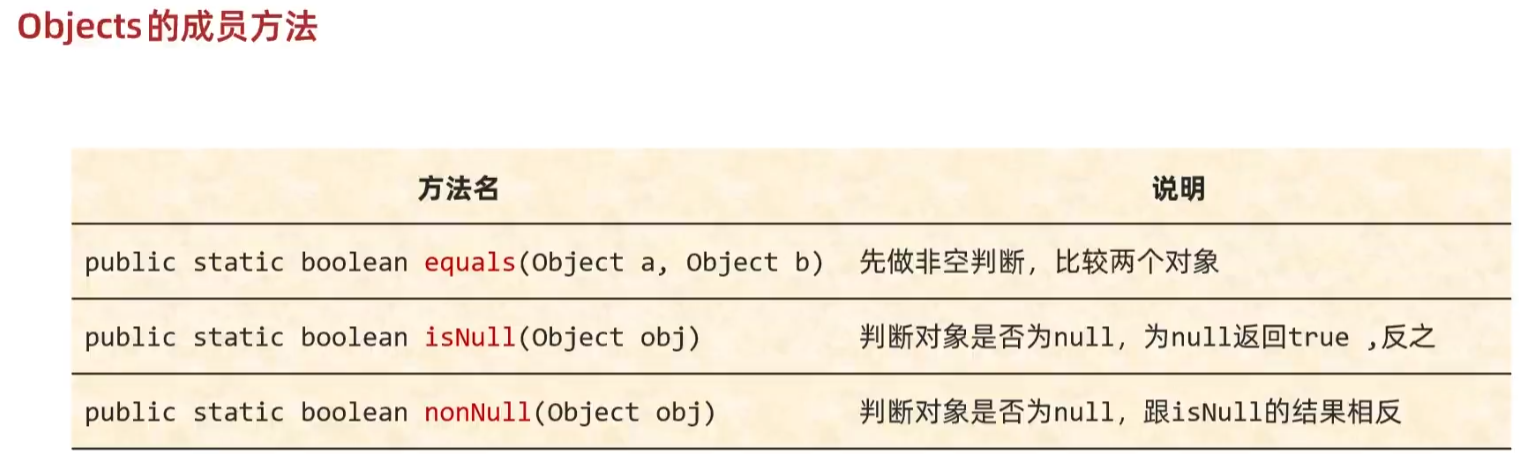 Objects的成员方法
方法名 说明
public static boolean equals(Object a, Object b) 先做非空判断，比较两个对象
public static boolean isNull(Object obj) 判断对象是否为null，为null返回true ,反之
public static boolean nonNull(Object obj) 判断对象是否为null，跟isNull的结果相反